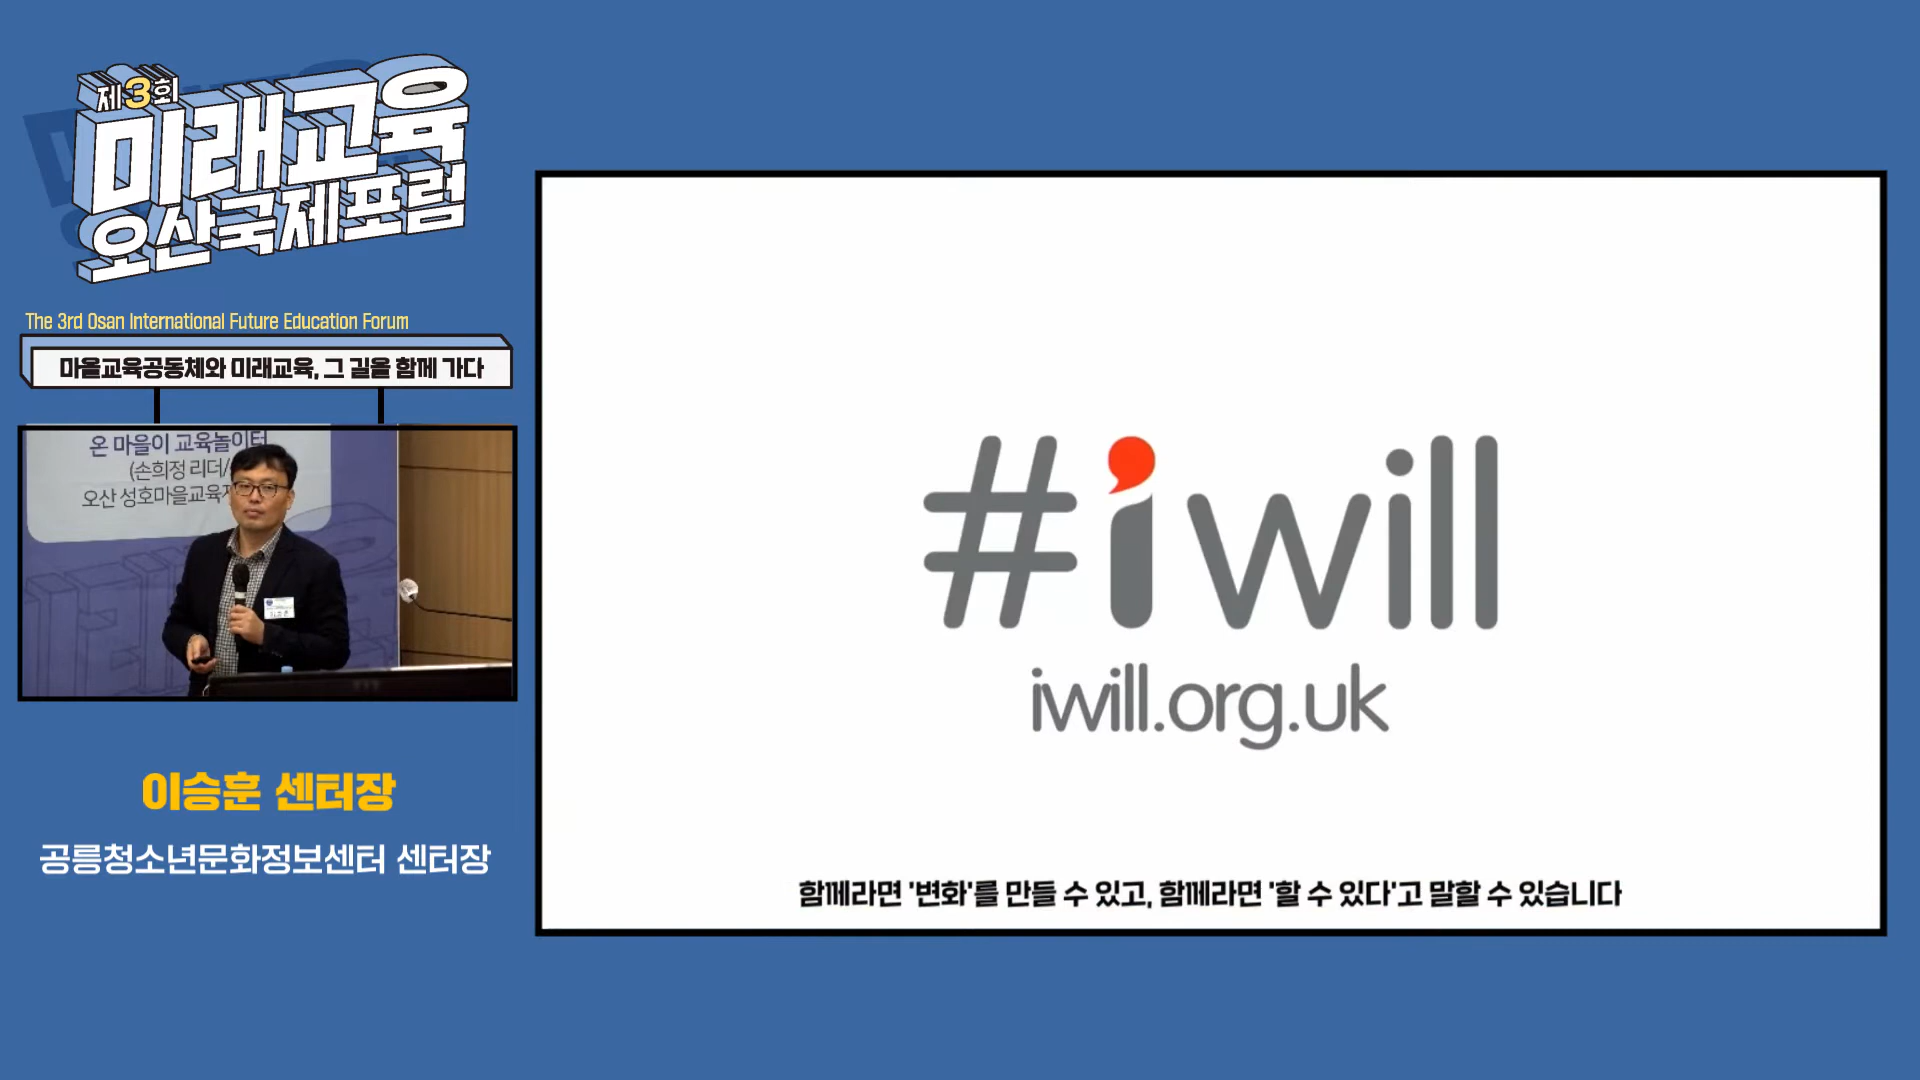 제3회
미래교육
오산국제포럼
The 3rd Osan International Future Education Forum
마을교육공동체와 미래교육, 그 길을 함께 가다
온 마을이 교육놀이터
(손희정 리더/
오산 성호마을교육
이승훈 센터장
공릉청소년문화정보센터 센터장
#iwill
iwill.org.uk
함께라면 '변화'를 만들 수 있고, 함께라면 '할 수 있다'고 말할 수 있습니다